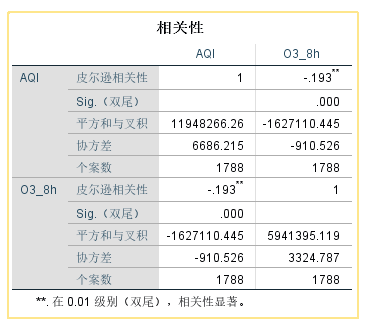 相关性
AQI O3_8h
AQI 皮尔逊相关性 1 -.193**
Sig.（双尾） .000
平方和与叉积 11948266.26 -1627110.445
协方差 6686.215 -910.526
个案数 1788 1788
O3_8h 皮尔逊相关性 -.193** 1
Sig.（双尾） .000
平方和与叉积 -1627110.445 5941395.119
协方差 -910.526 3324.787
个案数 1788 1788
**. 在 0.01 级别（双尾），相关性显著。